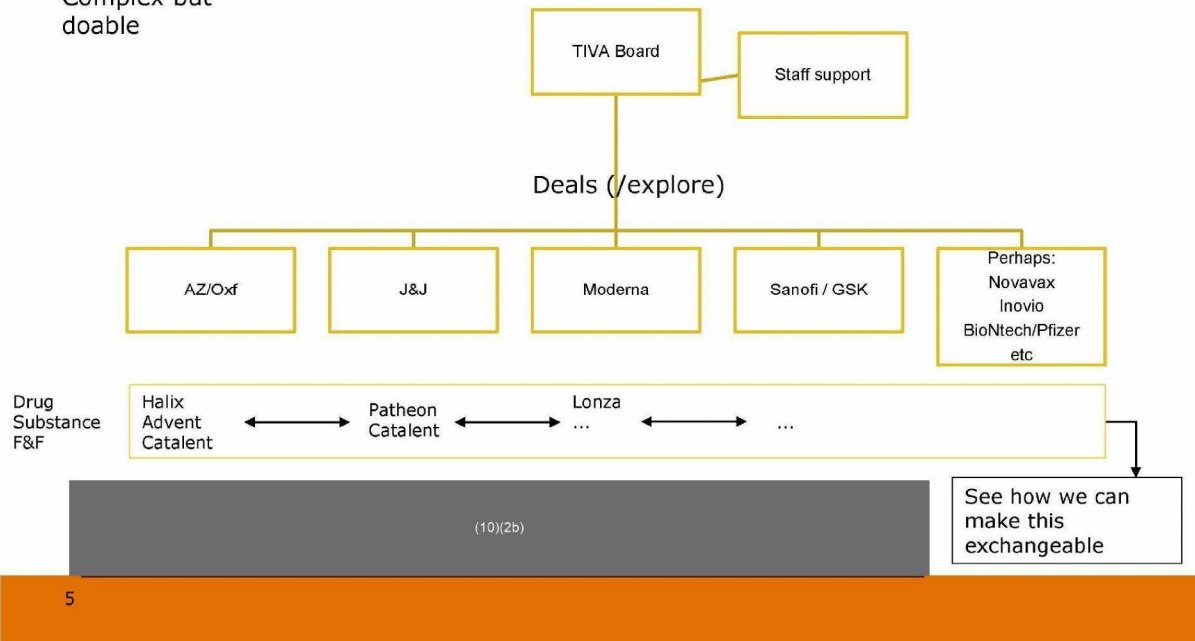 Complex but
doable
TIVA Board
Staff support
Deals (/explore)
AZ/Oxf
J&J
Moderna
Sanofi / GSK
Perhaps:
Novavax
Inovio
BioNtech/Pfizer
etc
Drug
Substance
F&F
Halix
Advent
Catalent
Patheon
Catalent
Lonza
...
...
See how we can
make this
exchangeable
(10)(2b)
5